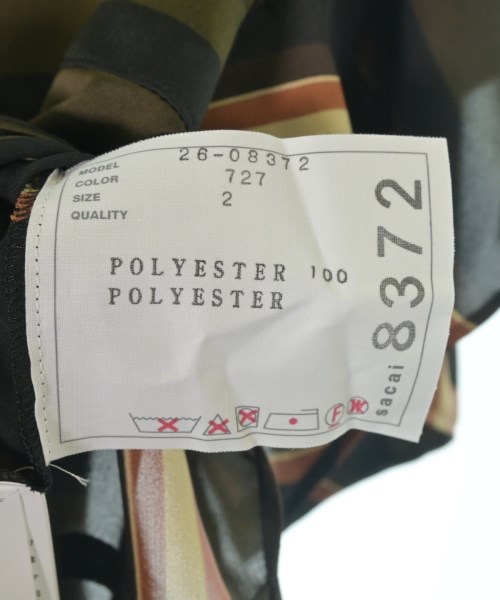 MODEL 26-08372
COLOR 727
SIZE 2
QUALITY
POLYESTER 100
POLYESTER
sacai 8372
F W